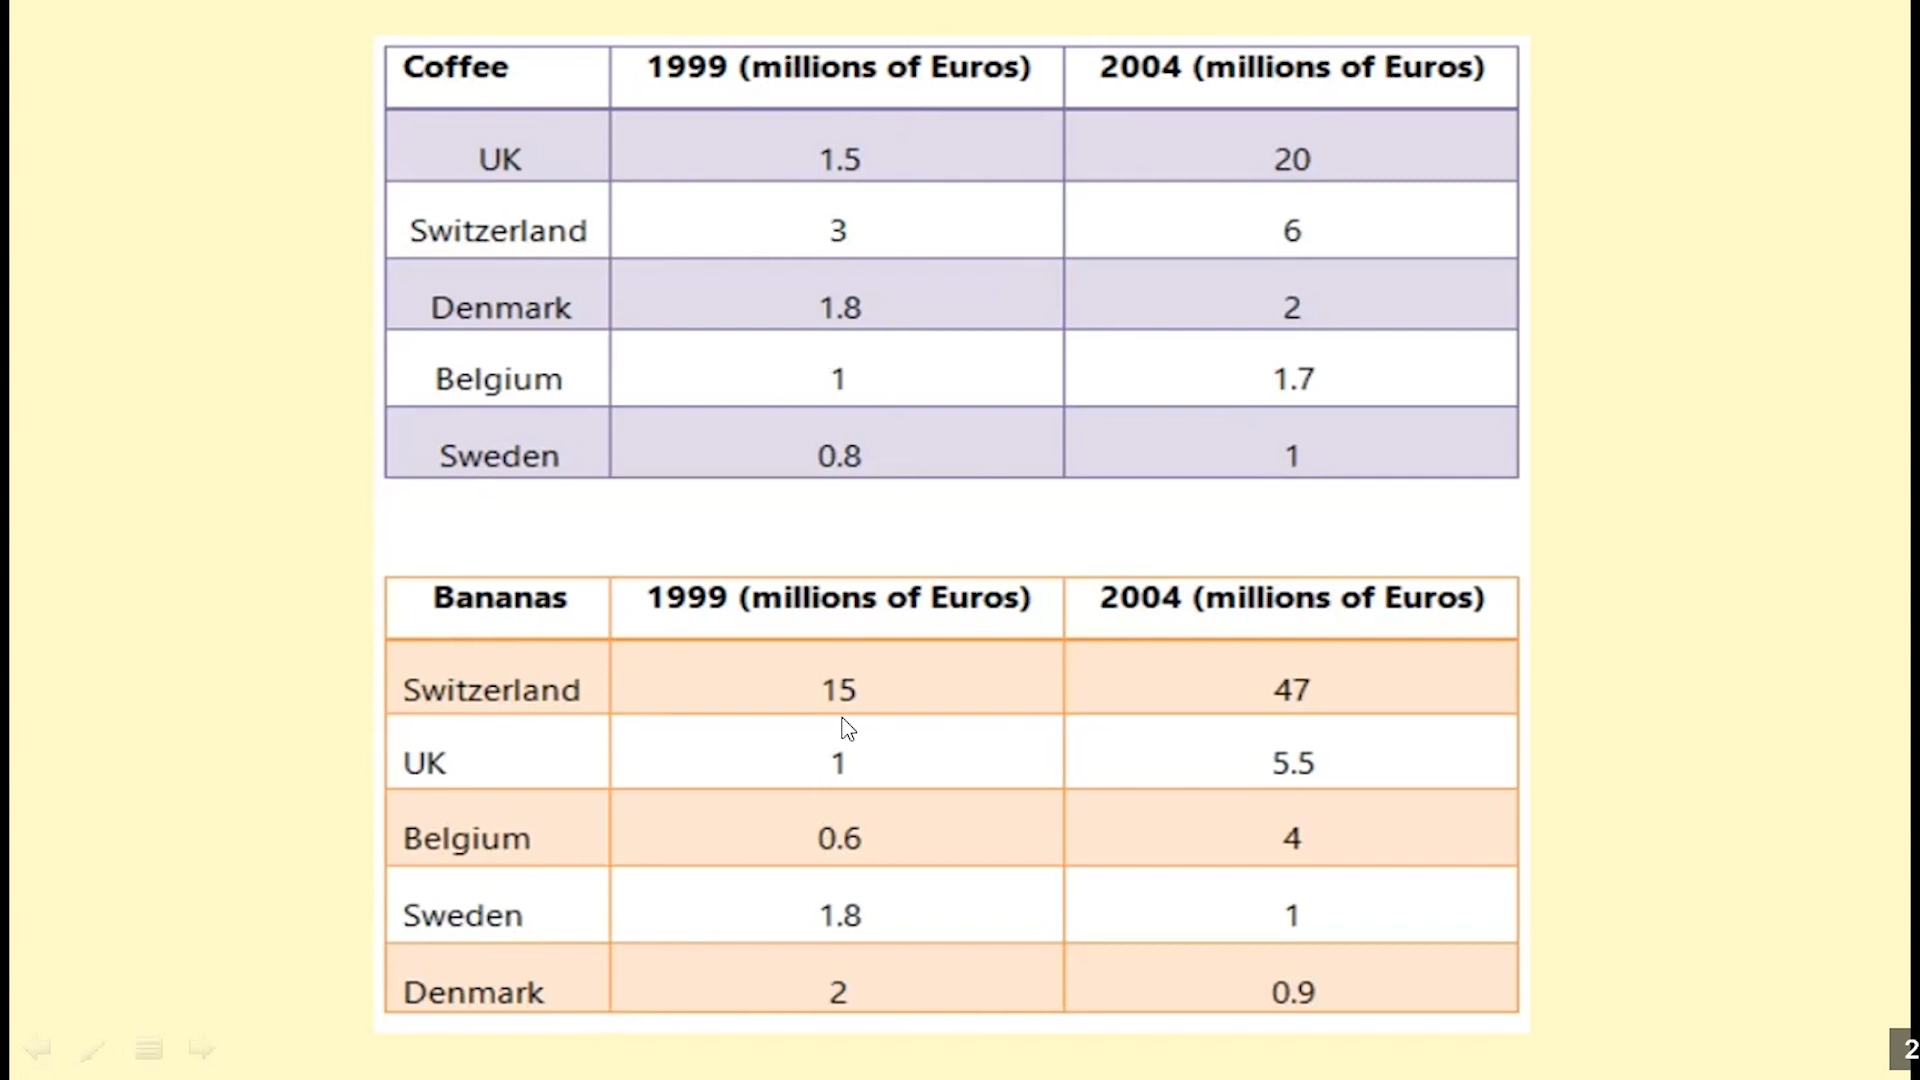 Coffee 1999 (millions of Euros) 2004 (millions of Euros)
UK 1.5 20
Switzerland 3 6
Denmark 1.8 2
Belgium 1 1.7
Sweden 0.8 1
Bananas 1999 (millions of Euros) 2004 (millions of Euros)
Switzerland 15 47
UK 1 5.5
Belgium 0.6 4
Sweden 1.8 1
Denmark 2 0.9
2